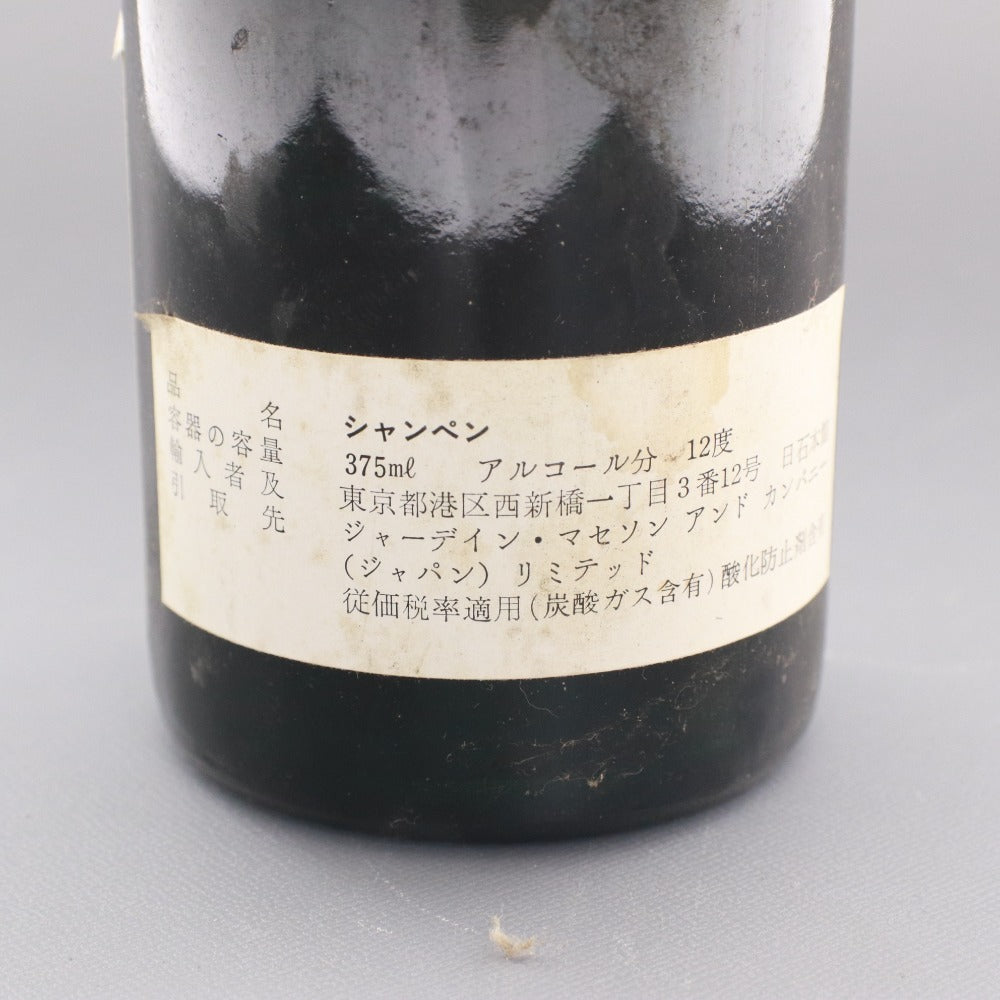 品名 シャンペン
容器の容量及 375mℓ アルコール分 12度
輸入者及 東京都港区西新橋一丁目3番12号 日石本館
引取先 ジャーデイン・マセソン アンド カンパニー
(ジャパン) リミテッド
従価税率適用(炭酸ガス含有)酸化防止剤含有